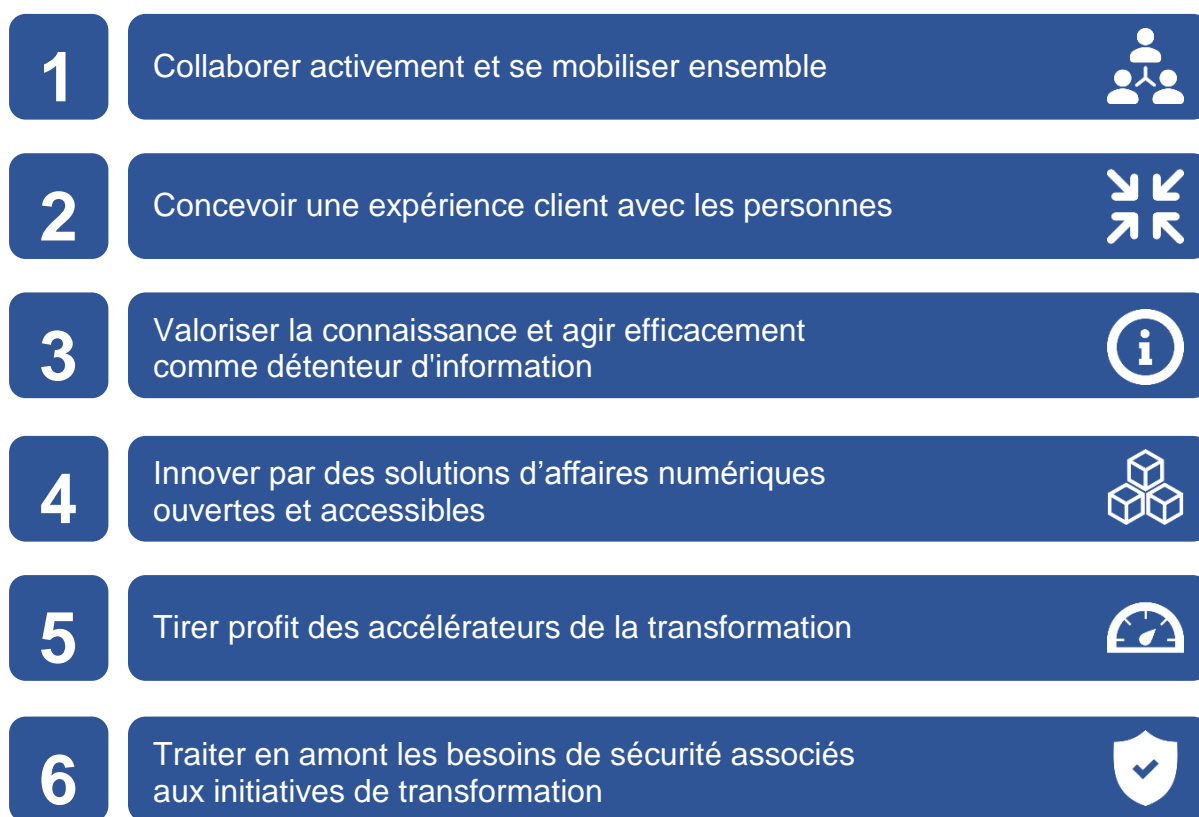 1
Collaborer activement et se mobiliser ensemble
2
Concevoir une expérience client avec les personnes
3
Valoriser la connaissance et agir efficacement
comme détenteur d'information
4
Innover par des solutions d’affaires numériques
ouvertes et accessibles
5
Tirer profit des accélérateurs de la transformation
6
Traiter en amont les besoins de sécurité associés
aux initiatives de transformation